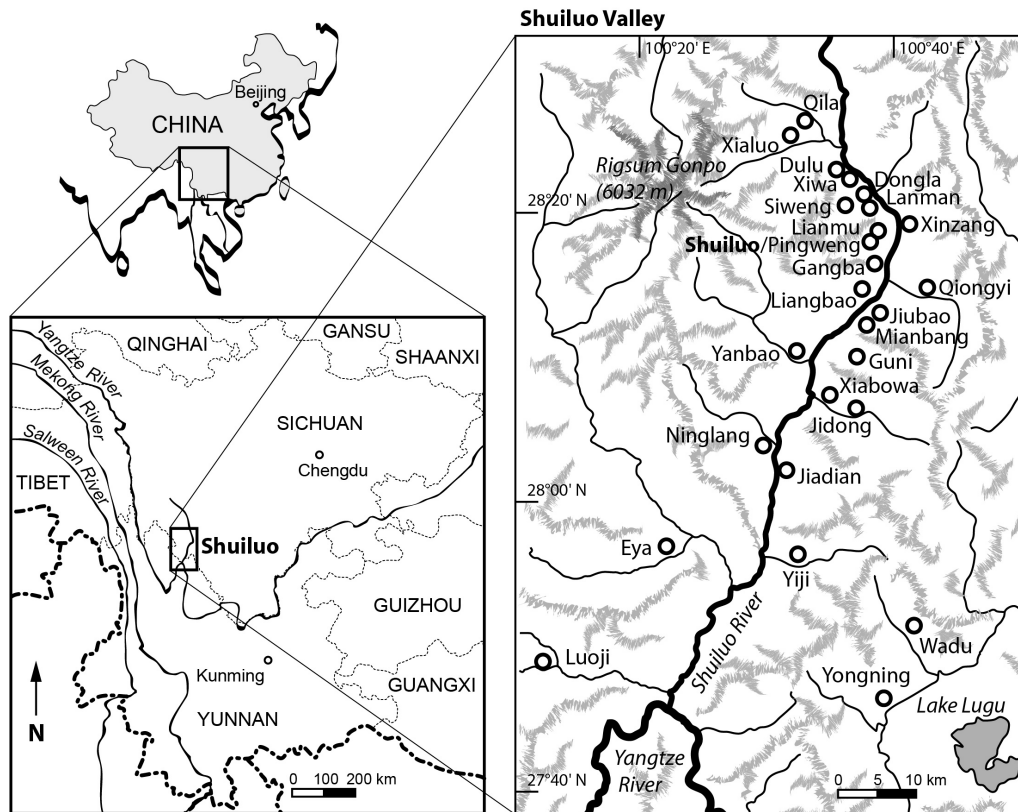 Shuiluo Valley
Beijing
CHINA
Yangtze River
Mekong River
Salween River
TIBET
QINGHAI
GANSU
SHAANXI
SICHUAN
Chengdu
Shuiluo
GUIZHOU
Kunming
GUANGXI
YUNNAN
N
0 100 200 km
100°20' E
100°40' E
Qila
Xialuo
Rigsum Gonpo
(6032 m)
Dulu
Xiwa
Dongla
Lanman
28°20' N
Siweng
Lianmu
Xinzang
Shuiluo/Pingweng
Gangba
Liangbao
Qiongyi
Jiubao
Mianbang
Yanbao
Guni
Xiabowa
Jidong
Ninglang
Jiadian
28°00' N
Eya
Yiji
Shuiluo River
Wadu
Luoji
Yongning
Lake Lugu
Yangtze
River
27°40' N
0 5 10 km